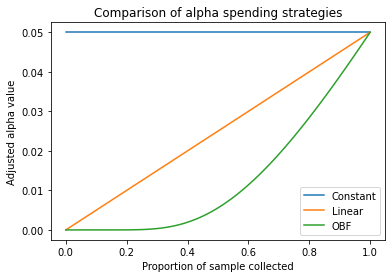 Comparison of alpha spending strategies
Adjusted alpha value
0.05
0.04
0.03
0.02
0.01
0.00
0.0 0.2 0.4 0.6 0.8 1.0
Proportion of sample collected
Constant
Linear
OBF